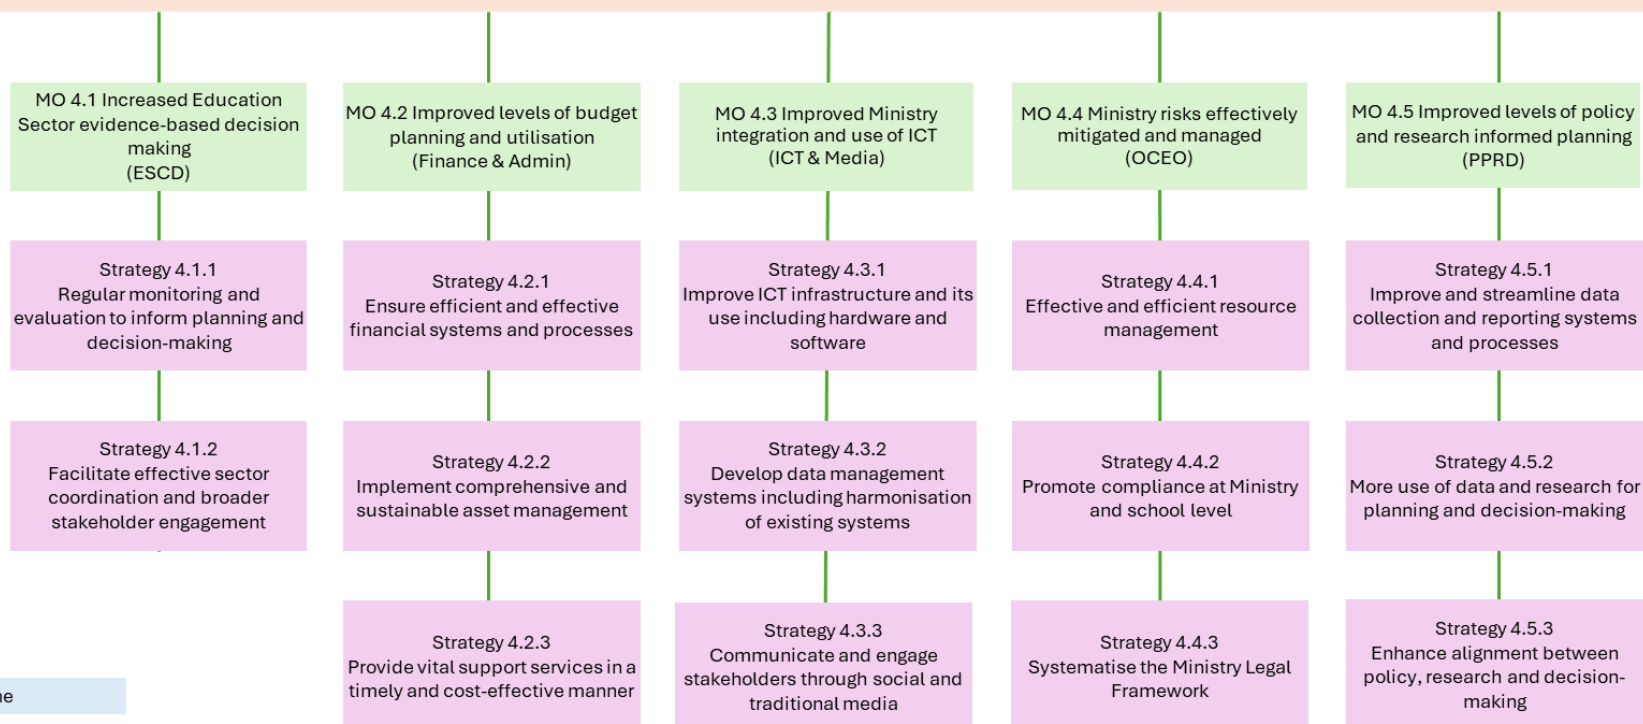 MO 4.1 Increased Education
Sector evidence-based decision
making
(ESCD)
MO 4.2 Improved levels of budget
planning and utilisation
(Finance & Admin)
MO 4.3 Improved Ministry
integration and use of ICT
(ICT & Media)
MO 4.4 Ministry risks effectively
mitigated and managed
(OCEO)
MO 4.5 Improved levels of policy
and research informed planning
(PPRD)
Strategy 4.1.1
Regular monitoring and
evaluation to inform planning and
decision-making
Strategy 4.2.1
Ensure efficient and effective
financial systems and processes
Strategy 4.3.1
Improve ICT infrastructure and its
use including hardware and
software
Strategy 4.4.1
Effective and efficient resource
management
Strategy 4.5.1
Improve and streamline data
collection and reporting systems
and processes
Strategy 4.1.2
Facilitate effective sector
coordination and broader
stakeholder engagement
Strategy 4.2.2
Implement comprehensive and
sustainable asset management
Strategy 4.3.2
Develop data management
systems including harmonisation
of existing systems
Strategy 4.4.2
Promote compliance at Ministry
and school level
Strategy 4.5.2
More use of data and research for
planning and decision-making
Strategy 4.2.3
Provide vital support services in a
timely and cost-effective manner
Strategy 4.3.3
Communicate and engage
stakeholders through social and
traditional media
Strategy 4.4.3
Systematise the Ministry Legal
Framework
Strategy 4.5.3
Enhance alignment between
policy, research and decision-
making